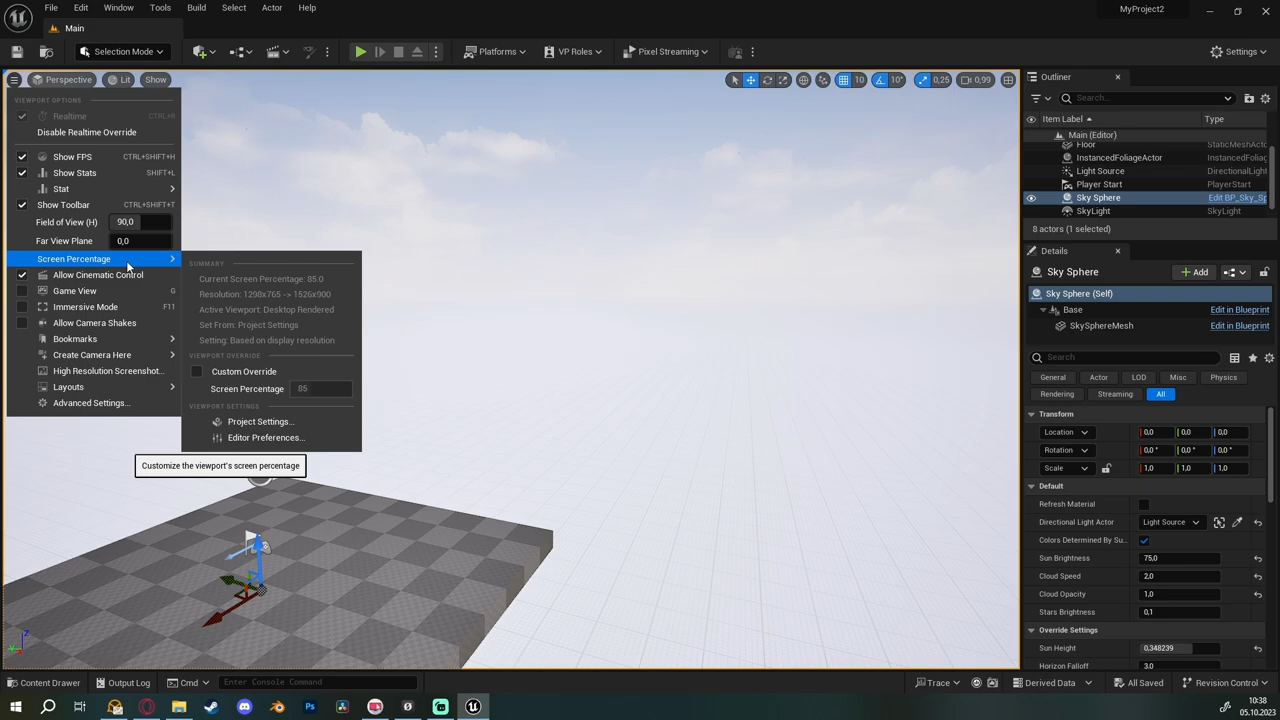 File Edit Window Tools Build Select Actor Help
MyProject2
Main
Selection Mode
Platforms
VP Roles
Pixel Streaming
Settings
Perspective Lit Show
10 10° 0,25 0,99
VIEWPORT OPTIONS
Realtime CTRL+R
Disable Realtime Override
Show FPS CTRL+SHIFT+H
Show Stats SHIFT+L
Stat
Show Toolbar CTRL+SHIFT+T
Field of View (H) 90,0
Far View Plane 0,0
Screen Percentage
Allow Cinematic Control
Game View G
Immersive Mode F11
Allow Camera Shakes
Bookmarks
Create Camera Here
High Resolution Screenshot...
Layouts
Advanced Settings...
SUMMARY
Current Screen Percentage: 85.0
Resolution: 1298x765 -> 1526x900
Active Viewport: Desktop Rendered
Set From: Project Settings
Setting: Based on display resolution
VIEWPORT OVERRIDE
Custom Override
Screen Percentage 85
VIEWPORT SETTINGS
Project Settings...
Editor Preferences...
Customize the viewport's screen percentage
Outliner
Search...
Item Label Type
Main (Editor)
Floor StaticMeshActo
InstancedFoliageActor InstancedFoliag
Light Source DirectionalLight
Player Start PlayerStart
Sky Sphere Edit BP_Sky_Sp
SkyLight SkyLight
8 actors (1 selected)
Details
Sky Sphere Add
Sky Sphere (Self)
Base Edit in Blueprint
SkySphereMesh Edit in Blueprint
Search
General Actor LOD Misc Physics
Rendering Streaming All
Transform
Location 0,0 0,0 0,0
Rotation 0,0 ° 0,0 ° 0,0 °
Scale 1,0 1,0 1,0
Default
Refresh Material
Directional Light Actor Light Source
Colors Determined By Su...
Sun Brightness 75,0
Cloud Speed 2,0
Cloud Opacity 1,0
Stars Brightness 0,1
Override Settings
Sun Height 0,348239
Horizon Falloff 3,0
Content Drawer Output Log Cmd Enter Console Command
Trace Derived Data All Saved Revision Control
10:38
05.10.2023